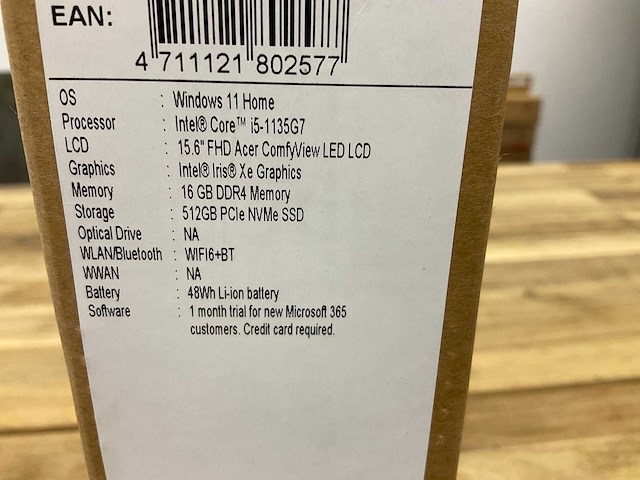 EAN:
4 711121 802577
OS : Windows 11 Home
Processor : Intel® Core™ i5-1135G7
LCD : 15.6" FHD Acer ComfyView LED LCD
Graphics : Intel® Iris® Xe Graphics
Memory : 16 GB DDR4 Memory
Storage : 512GB PCIe NVMe SSD
Optical Drive : NA
WLAN/Bluetooth : WIFI6+BT
WWAN : NA
Battery : 48Wh Li-ion battery
Software : 1 month trial for new Microsoft 365
customers. Credit card required.